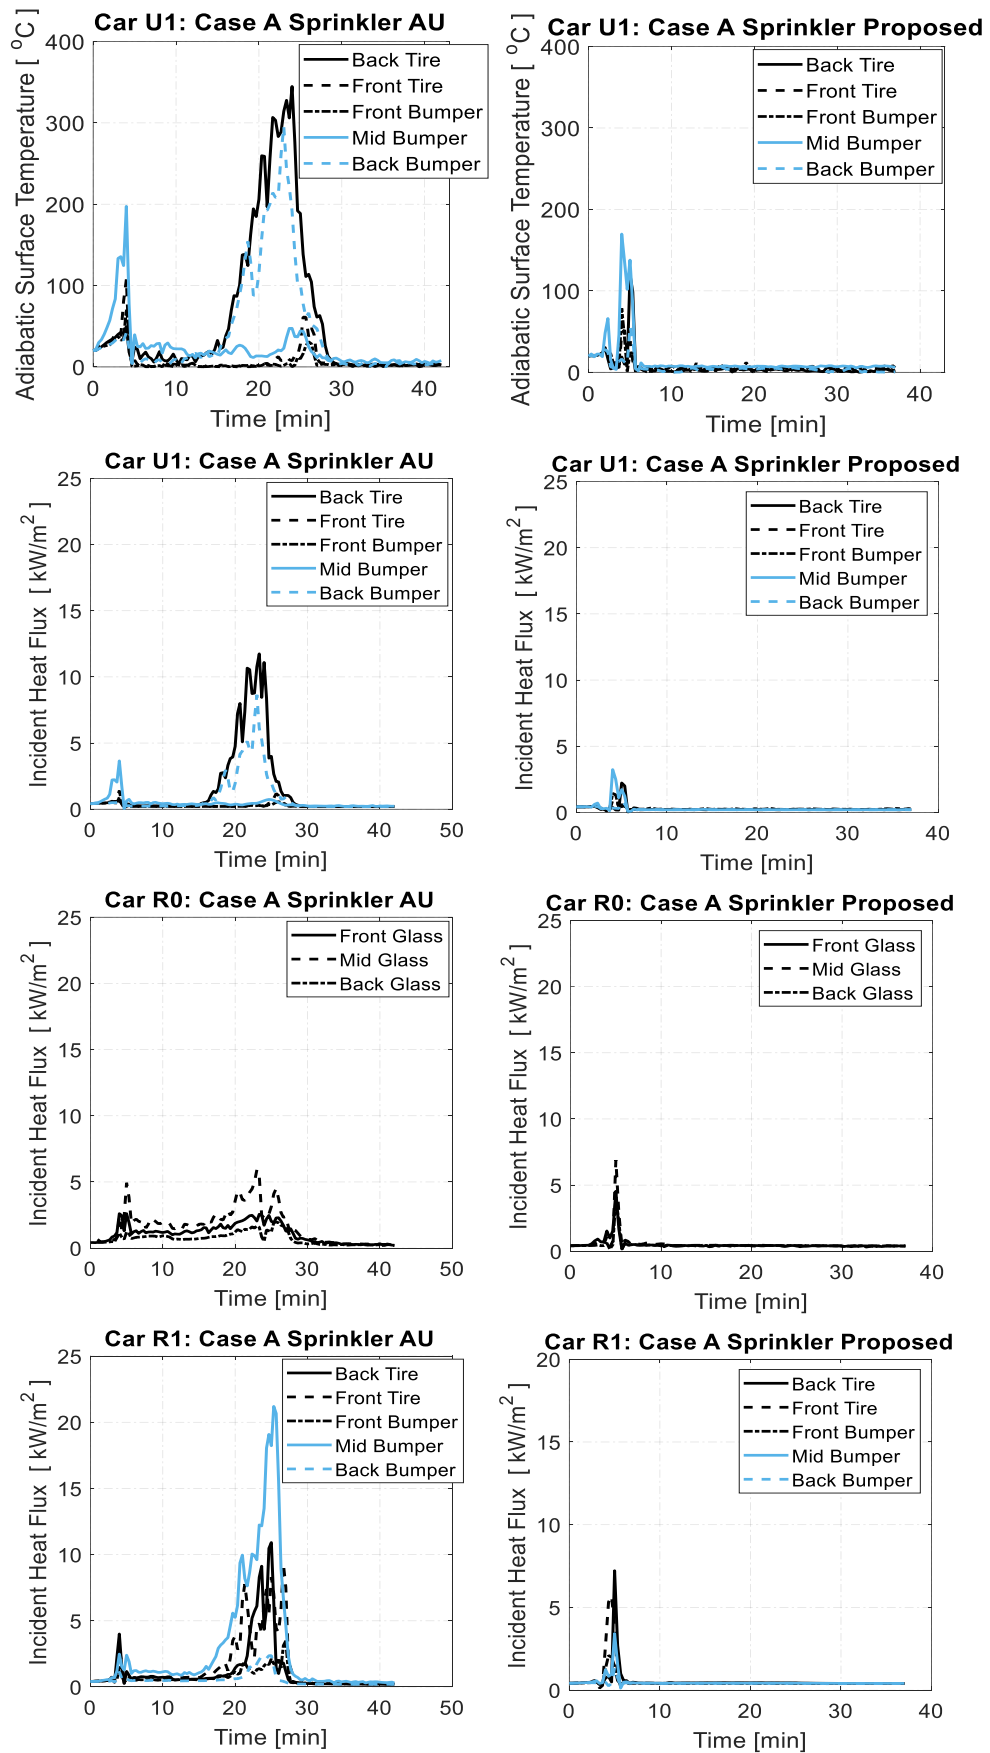 Car U1: Case A Sprinkler AU
Adiabatic Surface Temperature [ °C ]
400
300
200
100
0
0 10 20 30 40
Time [min]
Back Tire
Front Tire
Front Bumper
Mid Bumper
Back Bumper
Car U1: Case A Sprinkler Proposed
Adiabatic Surface Temperature [ °C ]
400
300
200
100
0
0 10 20 30 40
Time [min]
Back Tire
Front Tire
Front Bumper
Mid Bumper
Back Bumper
Car U1: Case A Sprinkler AU
Incident Heat Flux [ kW/m² ]
25
20
15
10
5
0
0 10 20 30 40 50
Time [min]
Back Tire
Front Tire
Front Bumper
Mid Bumper
Back Bumper
Car U1: Case A Sprinkler Proposed
Incident Heat Flux [ kW/m² ]
25
20
15
10
5
0
0 10 20 30 40
Time [min]
Back Tire
Front Tire
Front Bumper
Mid Bumper
Back Bumper
Car R0: Case A Sprinkler AU
Incident Heat Flux [ kW/m² ]
25
20
15
10
5
0
0 10 20 30 40 50
Time [min]
Front Glass
Mid Glass
Back Glass
Car R0: Case A Sprinkler Proposed
Incident Heat Flux [ kW/m² ]
25
20
15
10
5
0
0 10 20 30 40
Time [min]
Front Glass
Mid Glass
Back Glass
Car R1: Case A Sprinkler AU
Incident Heat Flux [ kW/m² ]
25
20
15
10
5
0
0 10 20 30 40 50
Time [min]
Back Tire
Front Tire
Front Bumper
Mid Bumper
Back Bumper
Car R1: Case A Sprinkler Proposed
Incident Heat Flux [ kW/m² ]
20
15
10
5
0
0 10 20 30 40
Time [min]
Back Tire
Front Tire
Front Bumper
Mid Bumper
Back Bumper